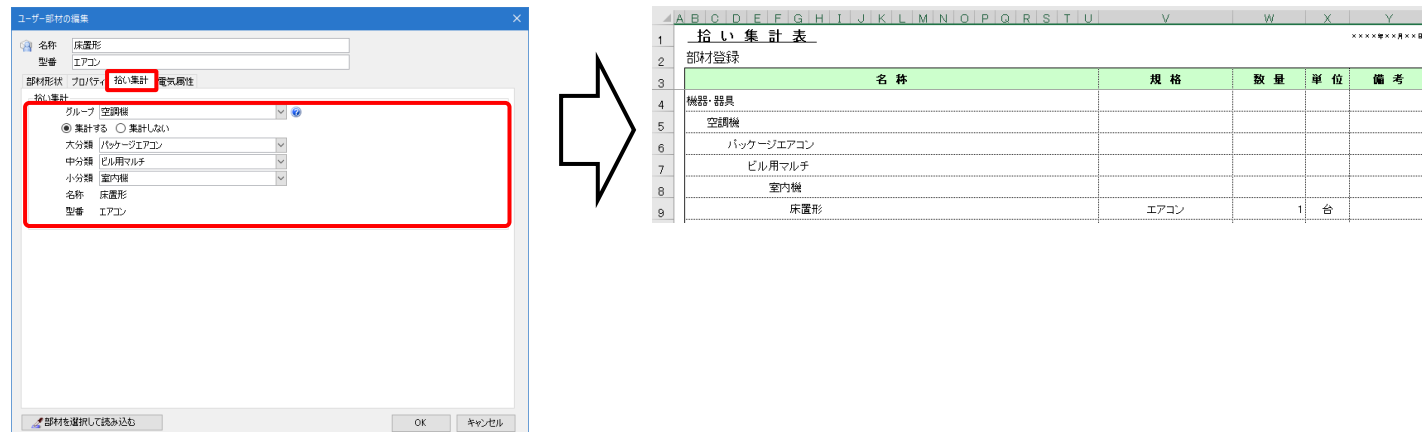 ユーザー部材の編集
名称 床置形
型番 エアコン
部材形状 プロパティ 拾い集計 電気属性
拾い集計
グループ 空調機
集計する 集計しない
大分類 パッケージエアコン
中分類 ビル用マルチ
小分類 室内機
名称 床置形
型番 エアコン
部材を選択して読み込む OK キャンセル
A B C D E F G H I J K L M N O P Q R S T U V W X Y
1 拾い集計表 ××××年××月××日
2 部材登録
3 名称 規格 数量 単位 備考
4 機器・器具
5 空調機
6 パッケージエアコン
7 ビル用マルチ
8 室内機
9 床置形 エアコン 1 台